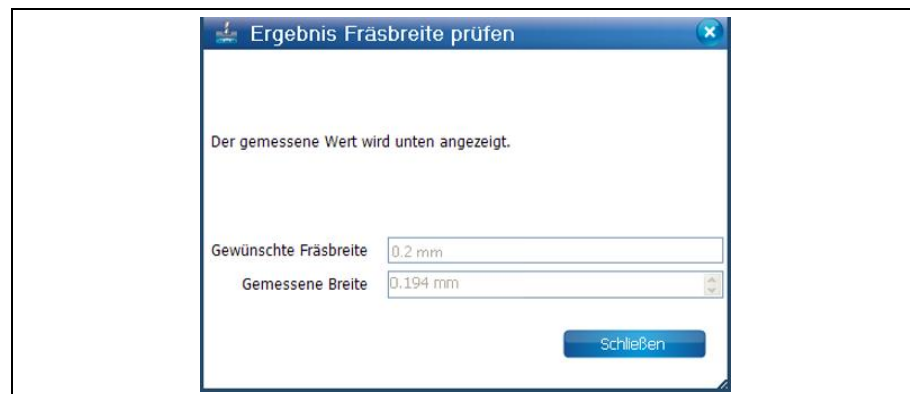 Ergebnis Fräsbreite prüfen
Der gemessene Wert wird unten angezeigt.
Gewünschte Fräsbreite 0.2 mm
Gemessene Breite 0.194 mm
Schließen